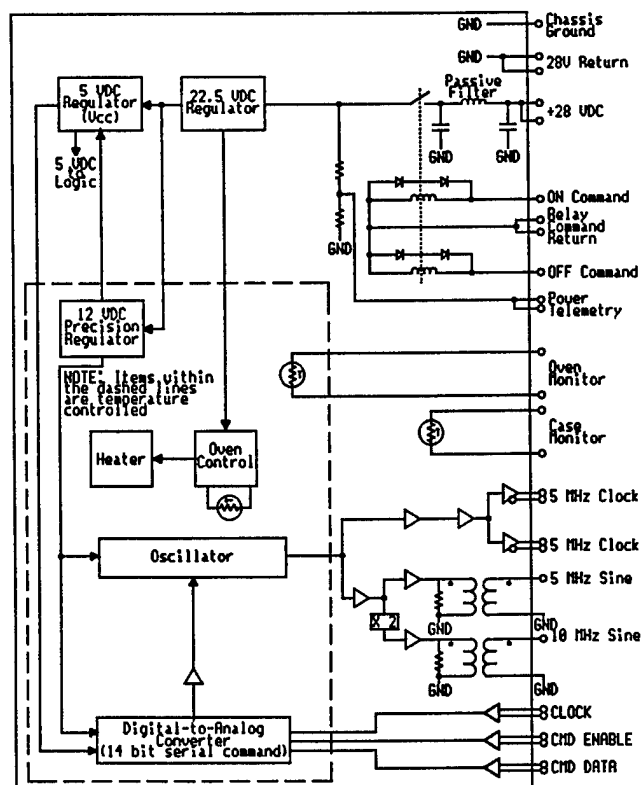 GND
Chassis
Ground
GND
28V Return
5 VDC
Regulator
(Vcc)
22.5 VDC
Regulator
Passive
Filter
+28 VDC
GND
GND
5 VDC
to
Logic
ON Command
Relay
Command
Return
GND
OFF Command
Power
Telemetry
12 VDC
Precision
Regulator
NOTE: Items within
the dashed lines
are temperature
controlled
Oven
Monitor
Case
Monitor
Heater
Oven
Control
5 MHz Clock
5 MHz Clock
Oscillator
5 MHz Sine
X 2
GND
GND
10 MHz Sine
GND
GND
Digital-to-Analog
Converter
(14 bit serial command)
CLOCK
CMD ENABLE
CMD DATA